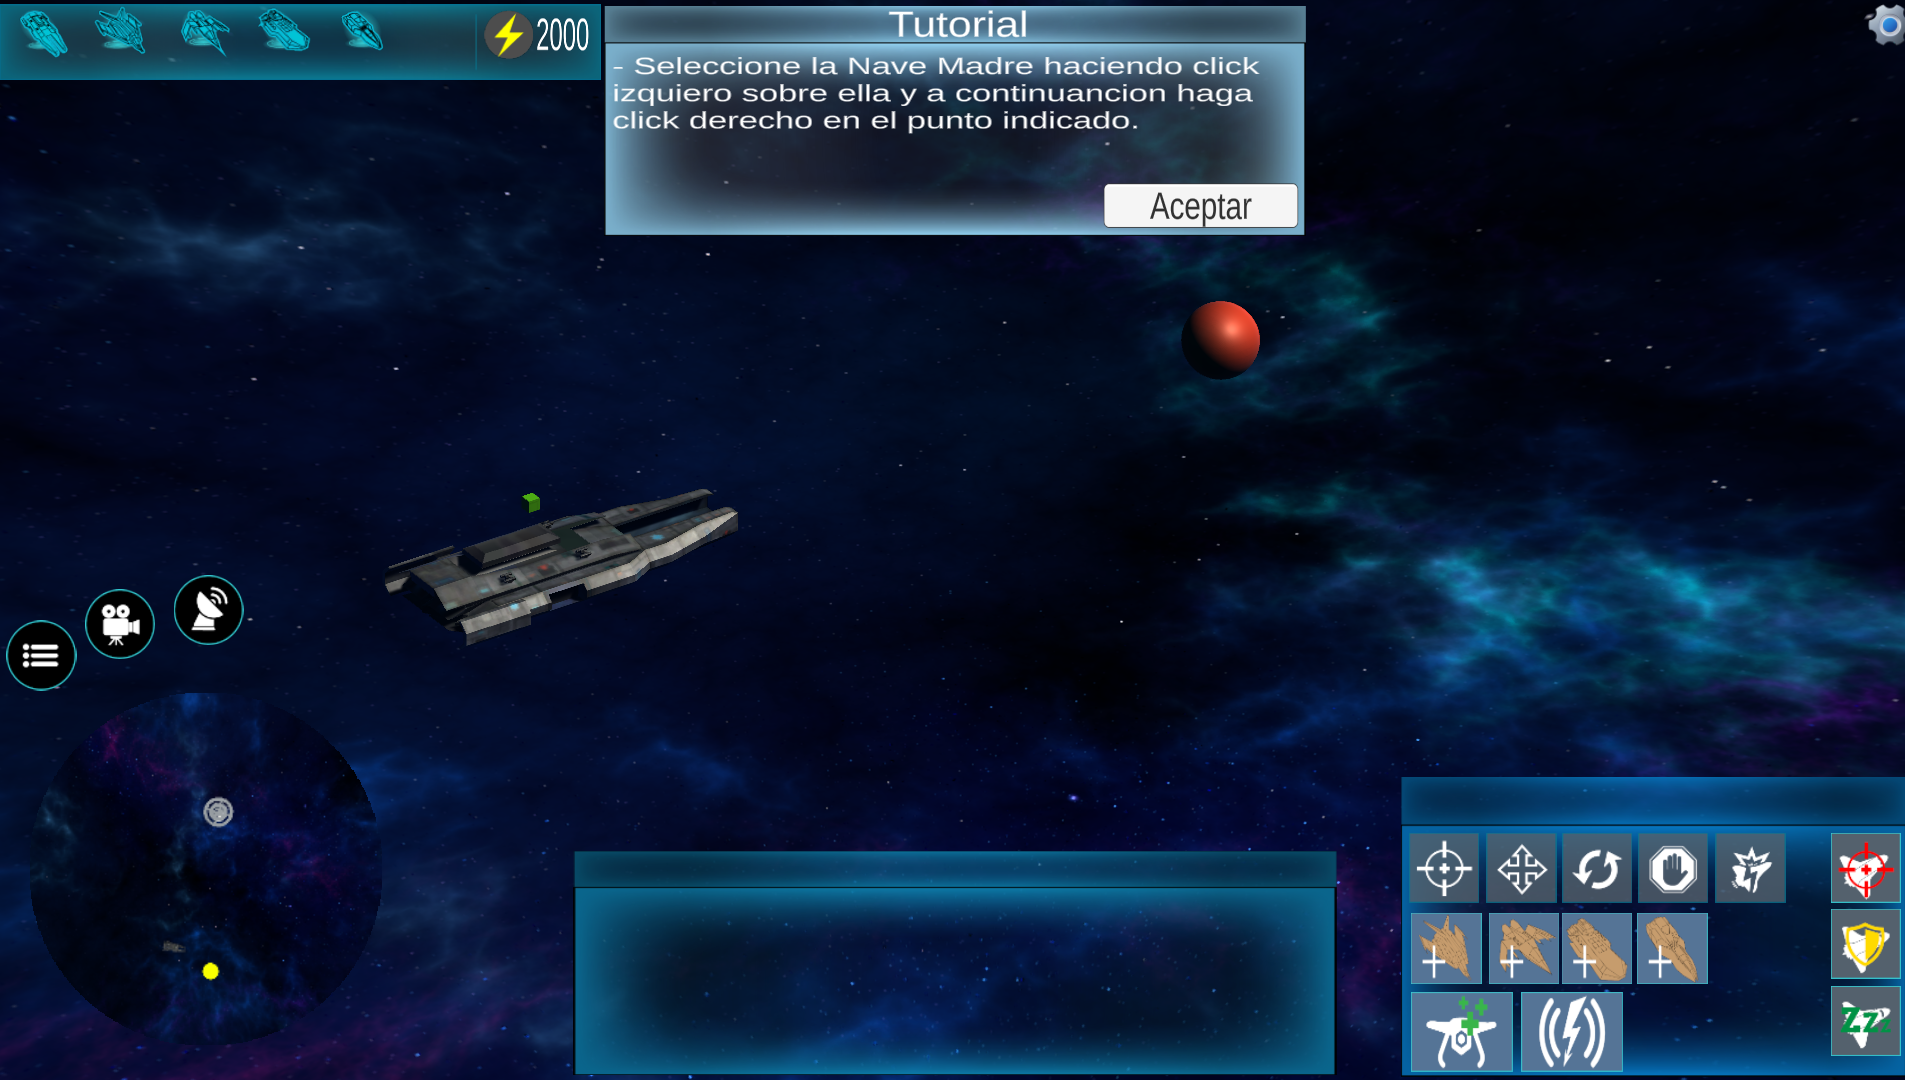 2000
Tutorial
- Seleccione la Nave Madre haciendo click
izquiero sobre ella y a continuancion haga
click derecho en el punto indicado.
Aceptar
Zzz